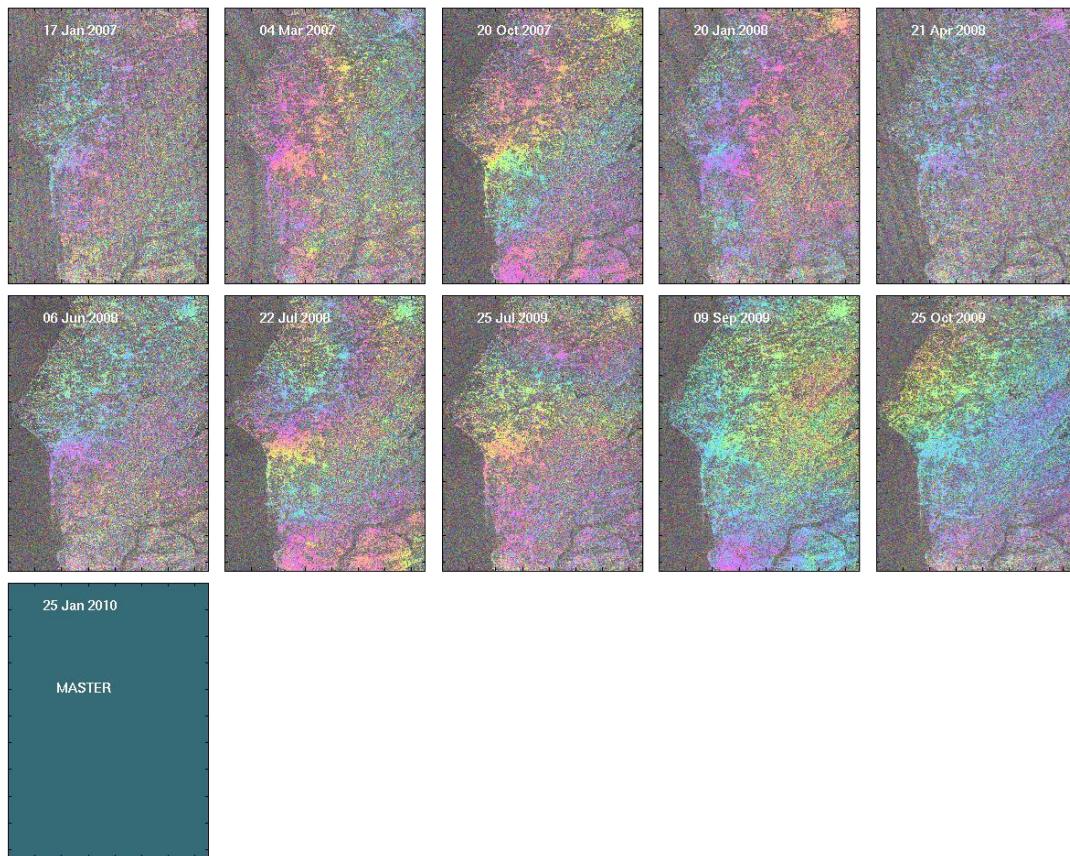 17 Jan 2007
04 Mar 2007
20 Oct 2007
20 Jan 2008
21 Apr 2008
06 Jun 2008
22 Jul 2008
25 Jul 2009
09 Sep 2009
25 Oct 2009
25 Jan 2010
MASTER